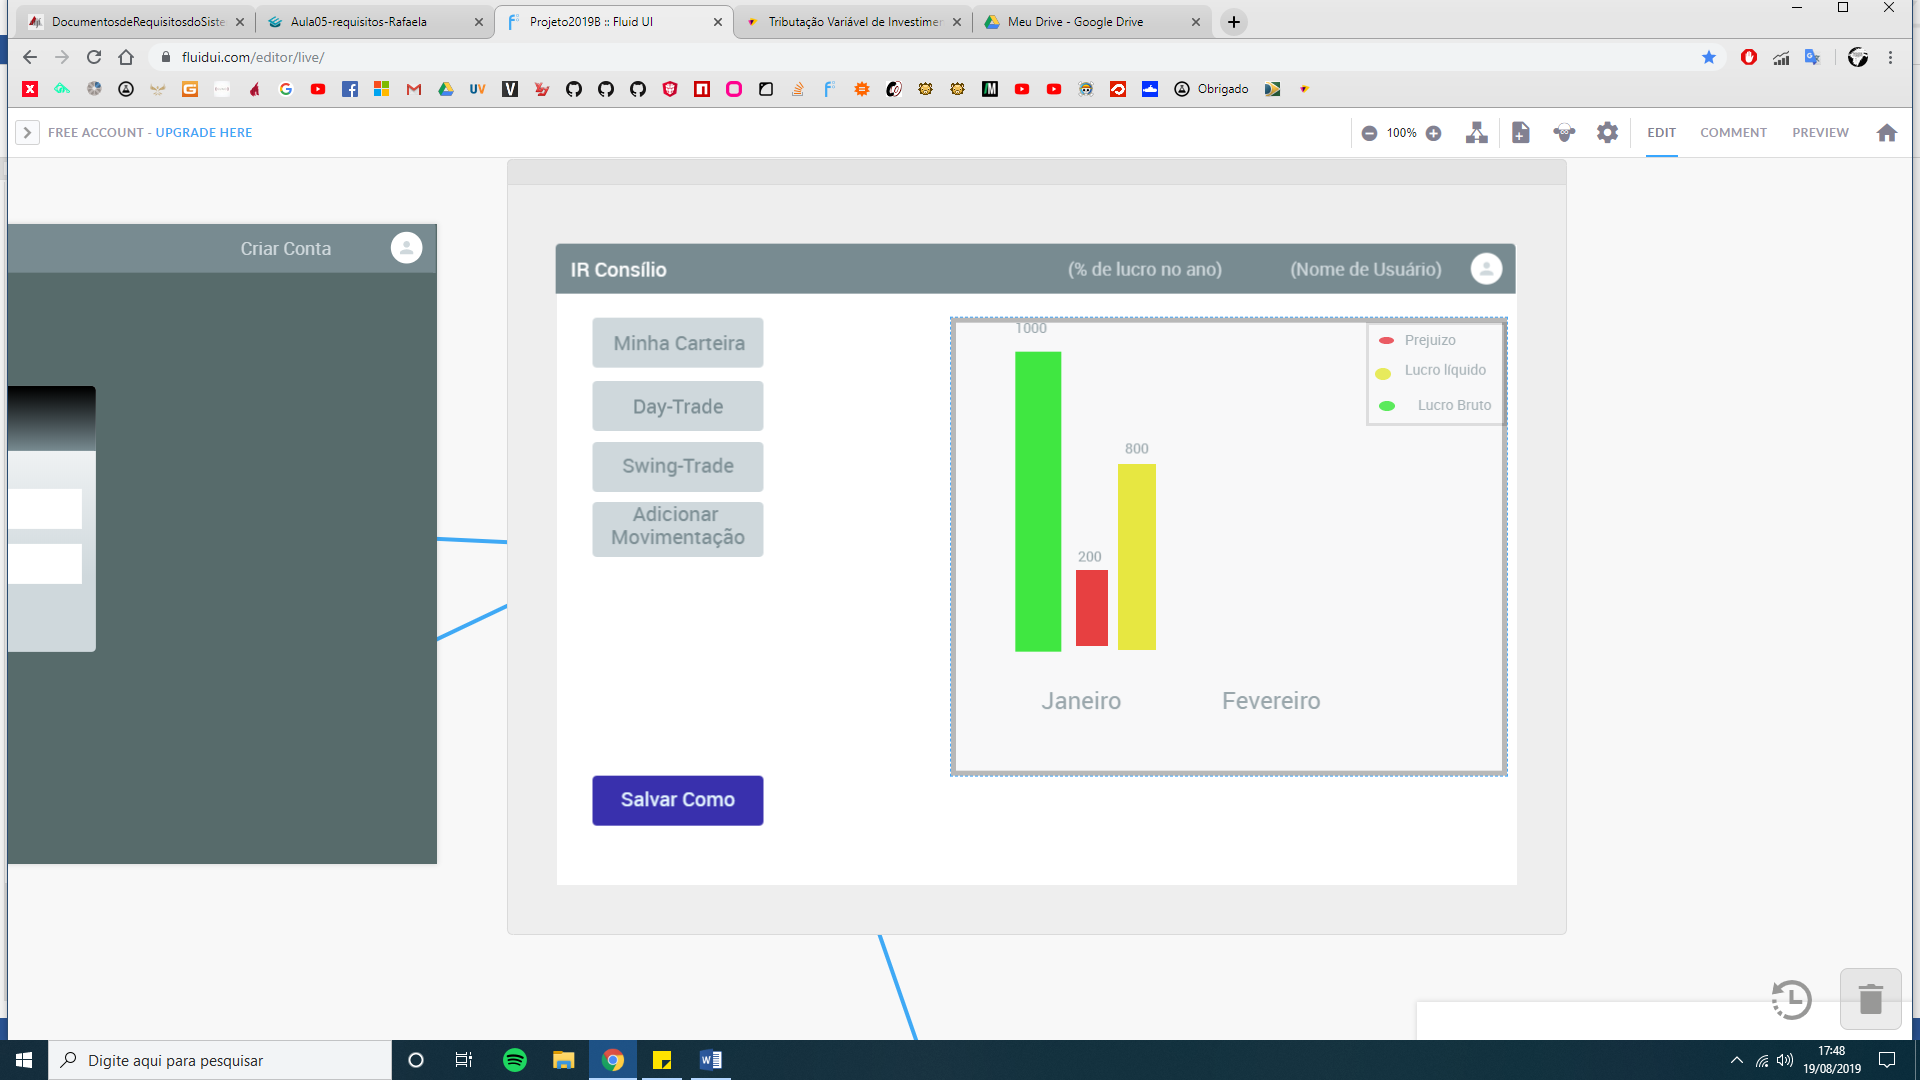 DocumentosdeRequisitosdoSiste
Aula05-requisitos-Rafaela
Projeto2019B :: Fluid UI
Tributação Variável de Investimer
Meu Drive - Google Drive
fluidui.com/editor/live/
UV
Obrigado
FREE ACCOUNT - UPGRADE HERE
100%
EDIT
COMMENT
PREVIEW
Criar Conta
IR Consílio
(% de lucro no ano)
(Nome de Usuário)
Minha Carteira
Day-Trade
Swing-Trade
Adicionar
Movimentação
Salvar Como
1000
200
800
Prejuizo
Lucro líquido
Lucro Bruto
Janeiro
Fevereiro
Digite aqui para pesquisar
17:48
19/08/2019